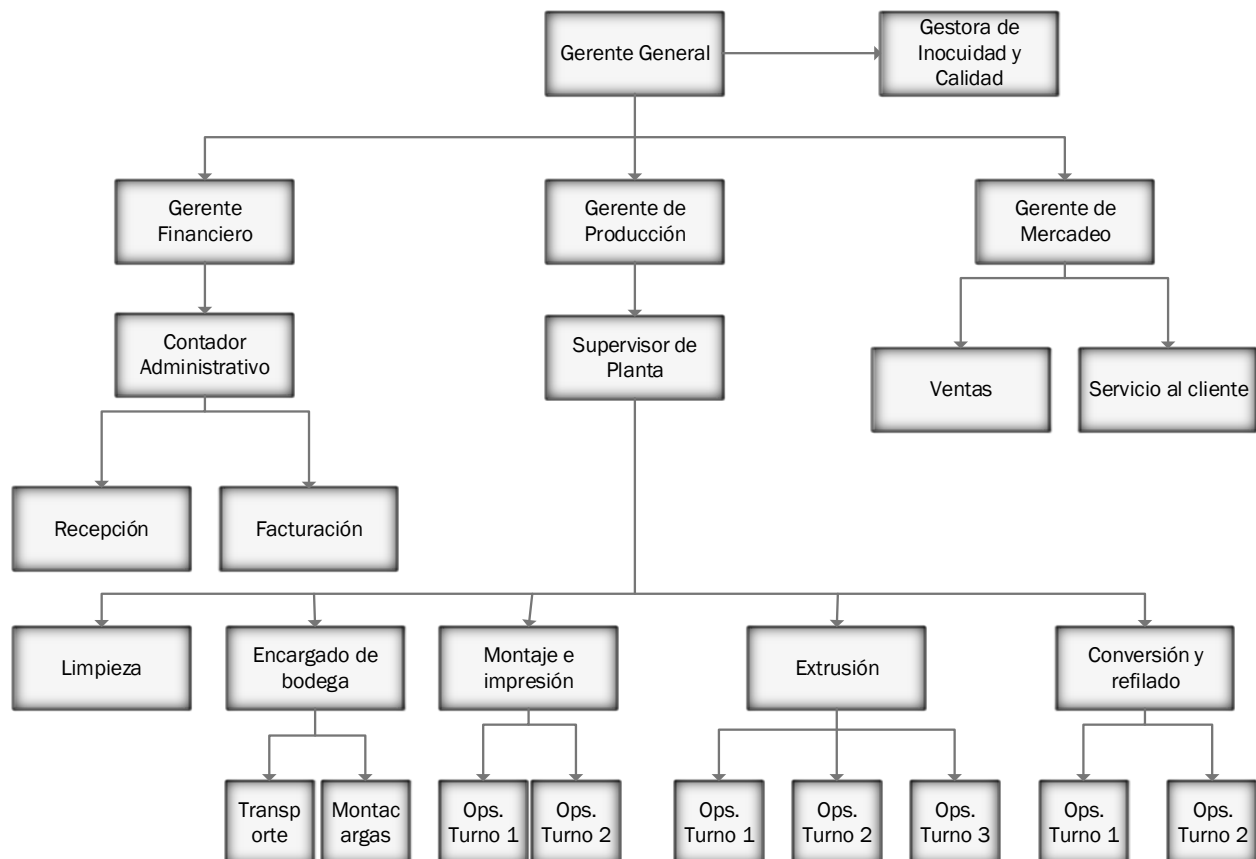 Gerente General
Gestora de
Inocuidad y
Calidad
Gerente
Financiero
Gerente de
Producción
Gerente de
Mercadeo
Contador
Administrativo
Supervisor de
Planta
Ventas
Servicio al cliente
Recepción
Facturación
Limpieza
Encargado de
bodega
Montaje e
impresión
Extrusión
Conversión y
refilado
Transp
orte
Montac
argas
Ops.
Turno 1
Ops.
Turno 2
Ops.
Turno 1
Ops.
Turno 2
Ops.
Turno 3
Ops.
Turno 1
Ops.
Turno 2